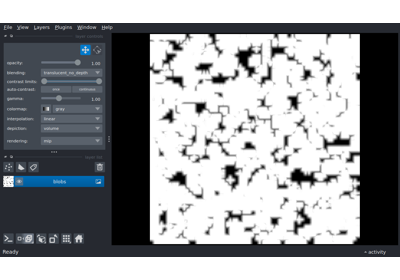 File View Layers Plugins Window Help
opacity: 1.00
blending: translucent_no_depth
contrast limits:
auto-contrast: once continuous
gamma: 1.00
colormap: gray
interpolation: linear
depiction: volume
rendering: mip
blobs
Ready
activity